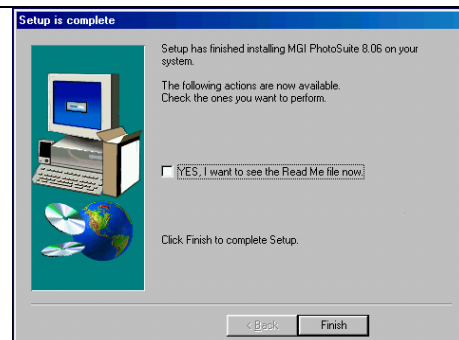 Setup is complete
Setup has finished installing MGI PhotoSuite 8.06 on your
system.
The following actions are now available.
Check the ones you want to perform.
YES, I want to see the Read Me file now.
Click Finish to complete Setup.
< Back
Finish